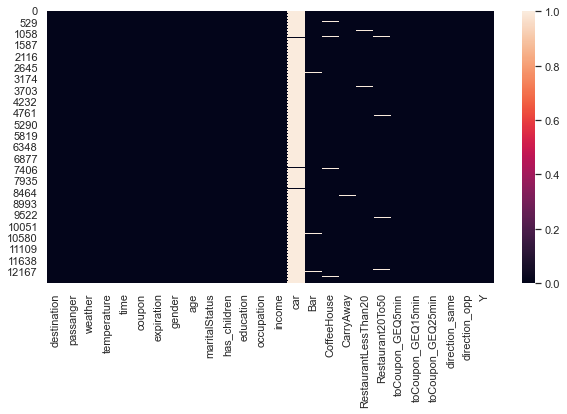 0
529
1058
1587
2116
2645
3174
3703
4232
4761
5290
5819
6348
6877
7406
7935
8464
8993
9522
10051
10580
11109
11638
12167
destination
passanger
weather
temperature
time
coupon
expiration
gender
age
maritalStatus
has_children
education
occupation
income
car
Bar
CoffeeHouse
CarryAway
RestaurantLessThan20
Restaurant20To50
toCoupon_GEQ5min
toCoupon_GEQ15min
toCoupon_GEQ25min
direction_same
direction_opp
Y
1.0
0.8
0.6
0.4
0.2
0.0